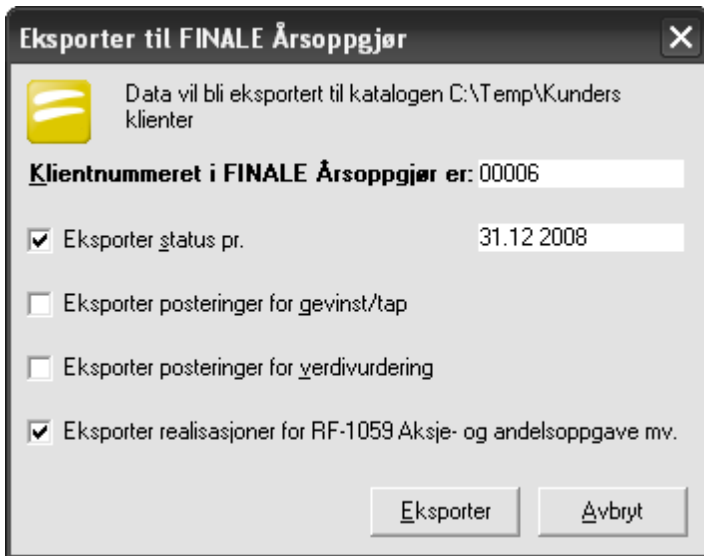 Eksporter til FINALE Årsoppgjør
Data vil bli eksportert til katalogen C:\Temp\Kunders
klienter
Klientnummeret i FINALE Årsoppgjør er: 00006
Eksporter status pr. 31.12 2008
Eksporter posteringer for gevinst/tap
Eksporter posteringer for verdivurdering
Eksporter realisasjoner for RF-1059 Aksje- og andelsoppgave mv.
Eksporter Avbryt